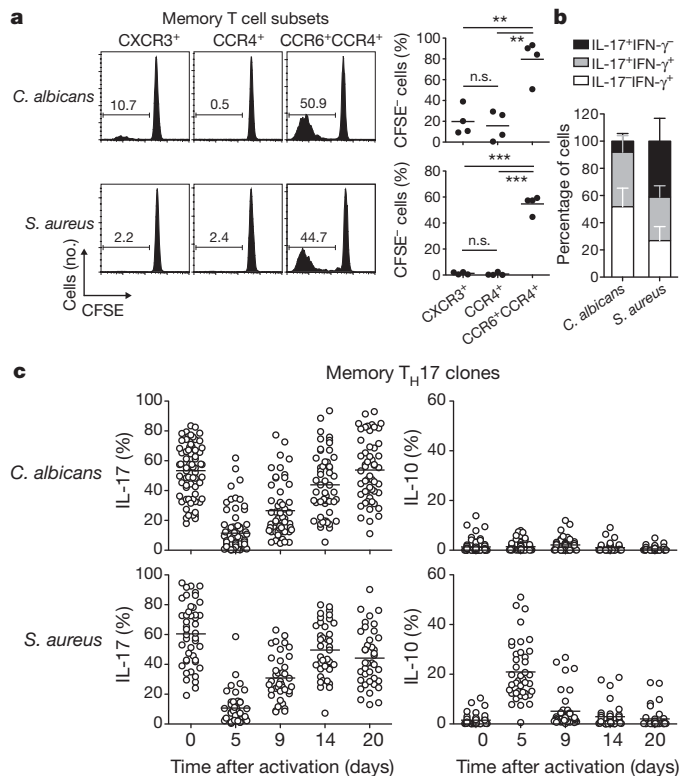 a
Memory T cell subsets
CXCR3⁺ CCR4⁺ CCR6⁺CCR4⁺
C. albicans
10.7 0.5 50.9
S. aureus
2.2 2.4 44.7
Cells (no.)
CFSE
CFSE⁻ cells (%)
100
80
60
40
20
0
**
**
n.s.
CFSE⁻ cells (%)
80
60
40
20
0
***
***
n.s.
CXCR3⁺
CCR4⁺
CCR6⁺CCR4⁺
b
IL-17⁺IFN-γ⁻
IL-17⁺IFN-γ⁺
IL-17⁻IFN-γ⁺
Percentage of cells
120
100
80
60
40
20
0
C. albicans
S. aureus
c
Memory TH17 clones
C. albicans
IL-17 (%)
100
80
60
40
20
0
IL-10 (%)
60
40
20
0
S. aureus
IL-17 (%)
100
80
60
40
20
0
IL-10 (%)
60
40
20
0
0 5 9 14 20
Time after activation (days)
0 5 9 14 20
Time after activation (days)